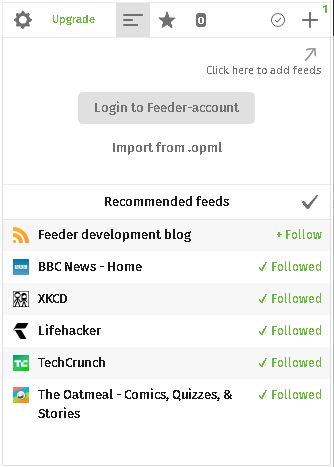 Upgrade
0
1
Click here to add feeds
Login to Feeder-account
Import from .opml
Recommended feeds
Feeder development blog + Follow
BBC News - Home ✓ Followed
XKCD ✓ Followed
Lifehacker ✓ Followed
TechCrunch ✓ Followed
The Oatmeal - Comics, Quizzes, & ✓ Followed
Stories